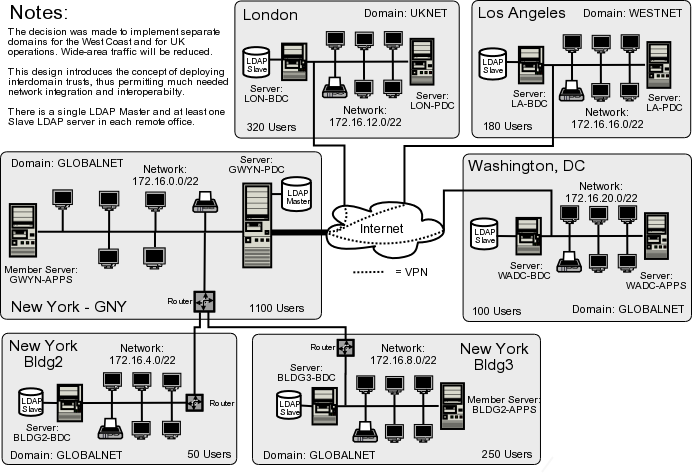 Notes:
The decision was made to implement separate
domains for the West Coast and for UK
operations. Wide-area traffic will be reduced.
This design introduces the concept of deploying
interdomain trusts, thus permitting much needed
network integration and interoperabilty.
There is a single LDAP Master and at least one
Slave LDAP server in each remote office.
London
Domain: UKNET
LDAP
Slave
Server:
LON-BDC
Network:
172.16.12.0/22
Server:
LON-PDC
320 Users
Los Angeles
Domain: WESTNET
LDAP
Slave
Server:
LA-BDC
Network:
172.16.16.0/22
Server:
LA-PDC
180 Users
Domain: GLOBALNET
Network:
172.16.0.0/22
Server:
GWYN-PDC
LDAP
Master
Member Server:
GWYN-APPS
Router
New York - GNY
1100 Users
Internet
= VPN
Washington, DC
Network:
172.16.20.0/22
LDAP
Slave
Server:
WADC-BDC
Server:
WADC-APPS
100 Users
Domain: GLOBALNET
New York
Bldg2
Network:
172.16.4.0/22
LDAP
Slave
Server:
BLDG2-BDC
Router
Domain: GLOBALNET
50 Users
Router
Network:
172.16.8.0/22
New York
Bldg3
Server:
BLDG3-BDC
LDAP
Slave
Member Server:
BLDG2-APPS
Domain: GLOBALNET
250 Users